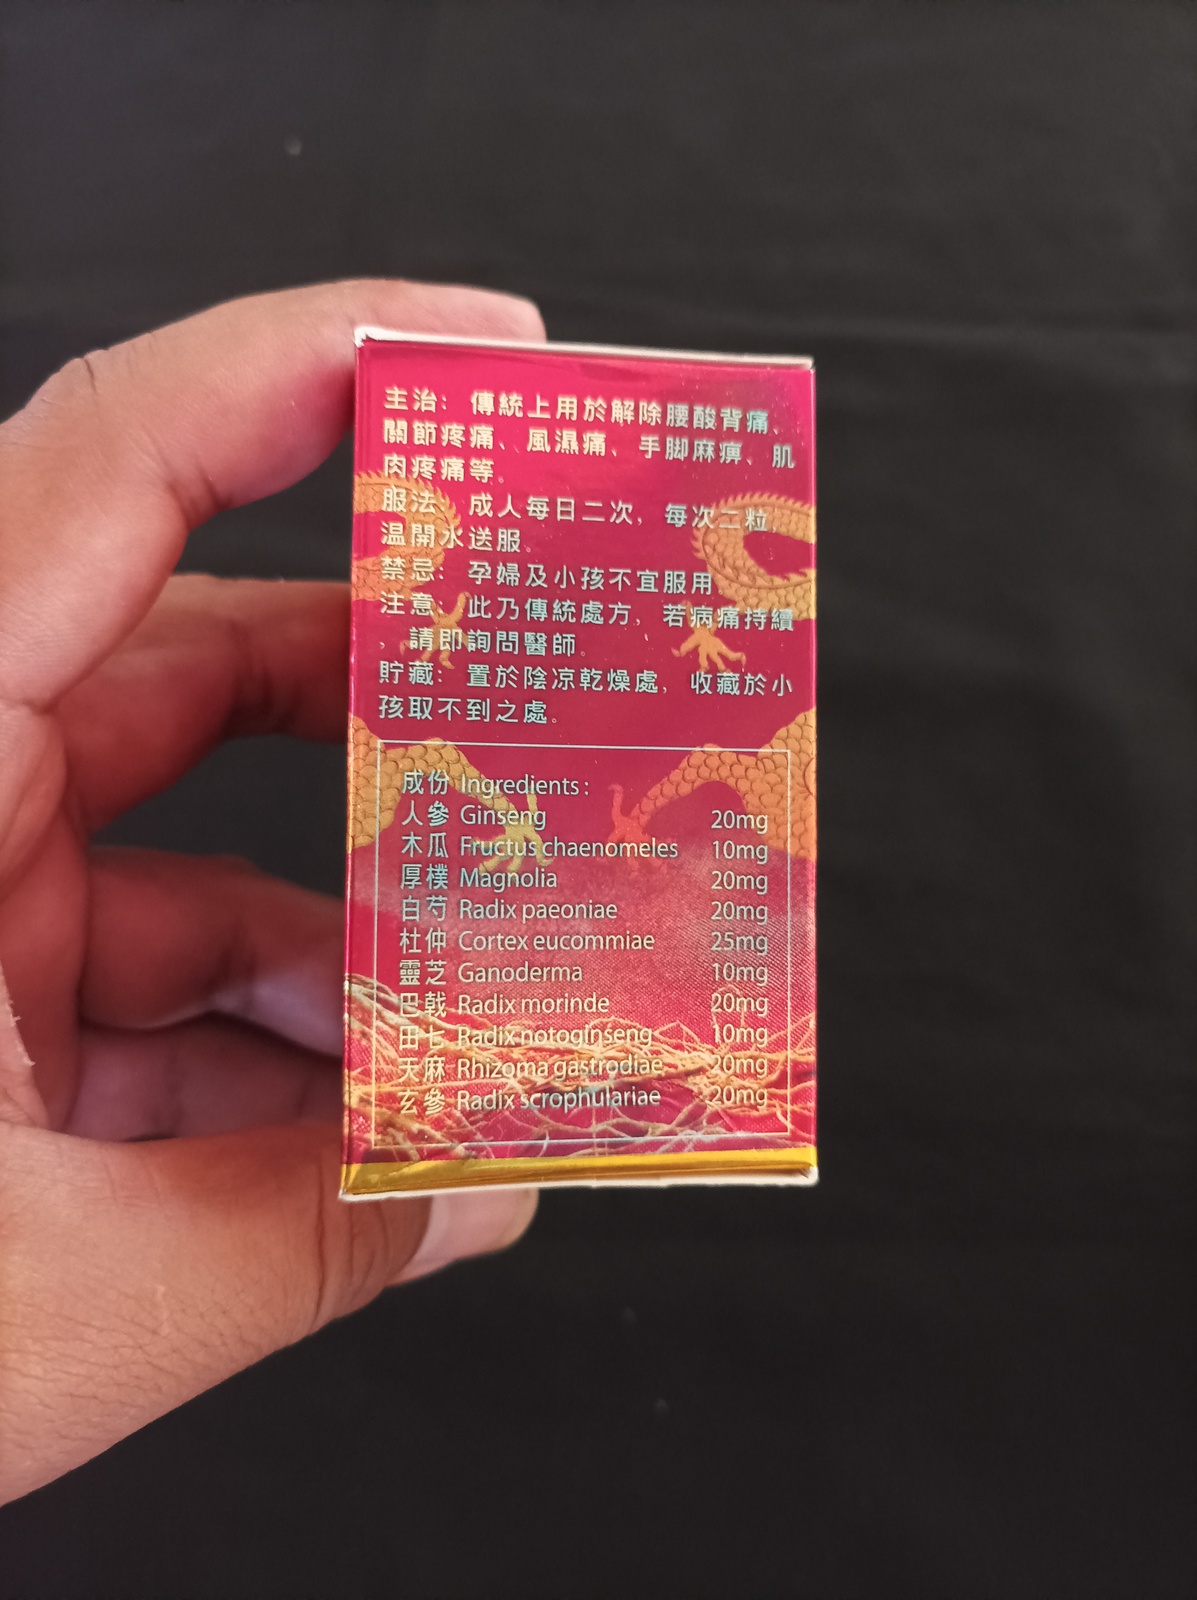 主治：傳統上用於解除腰酸背痛、
關節疼痛、風濕痛、手脚麻痹、肌
肉疼痛等。
服法：成人每日二次，每次二粒，
溫開水送服。
禁忌：孕婦及小孩不宜服用
注意：此乃傳統處方，若病痛持續
，請即詢問醫師。
貯藏：置於陰凉乾燥處，收藏於小
孩取不到之處。
成份 Ingredients :
人參 Ginseng 20mg
木瓜 Fructus chaenomeles 10mg
厚樸 Magnolia 20mg
白芍 Radix paeoniae 20mg
杜仲 Cortex eucommiae 25mg
靈芝 Ganoderma 10mg
巴戟 Radix morinde 20mg
田七 Radix notoginseng 10mg
天麻 Rhizoma gastrodiae 20mg
玄參 Radix scrophulariae 20mg